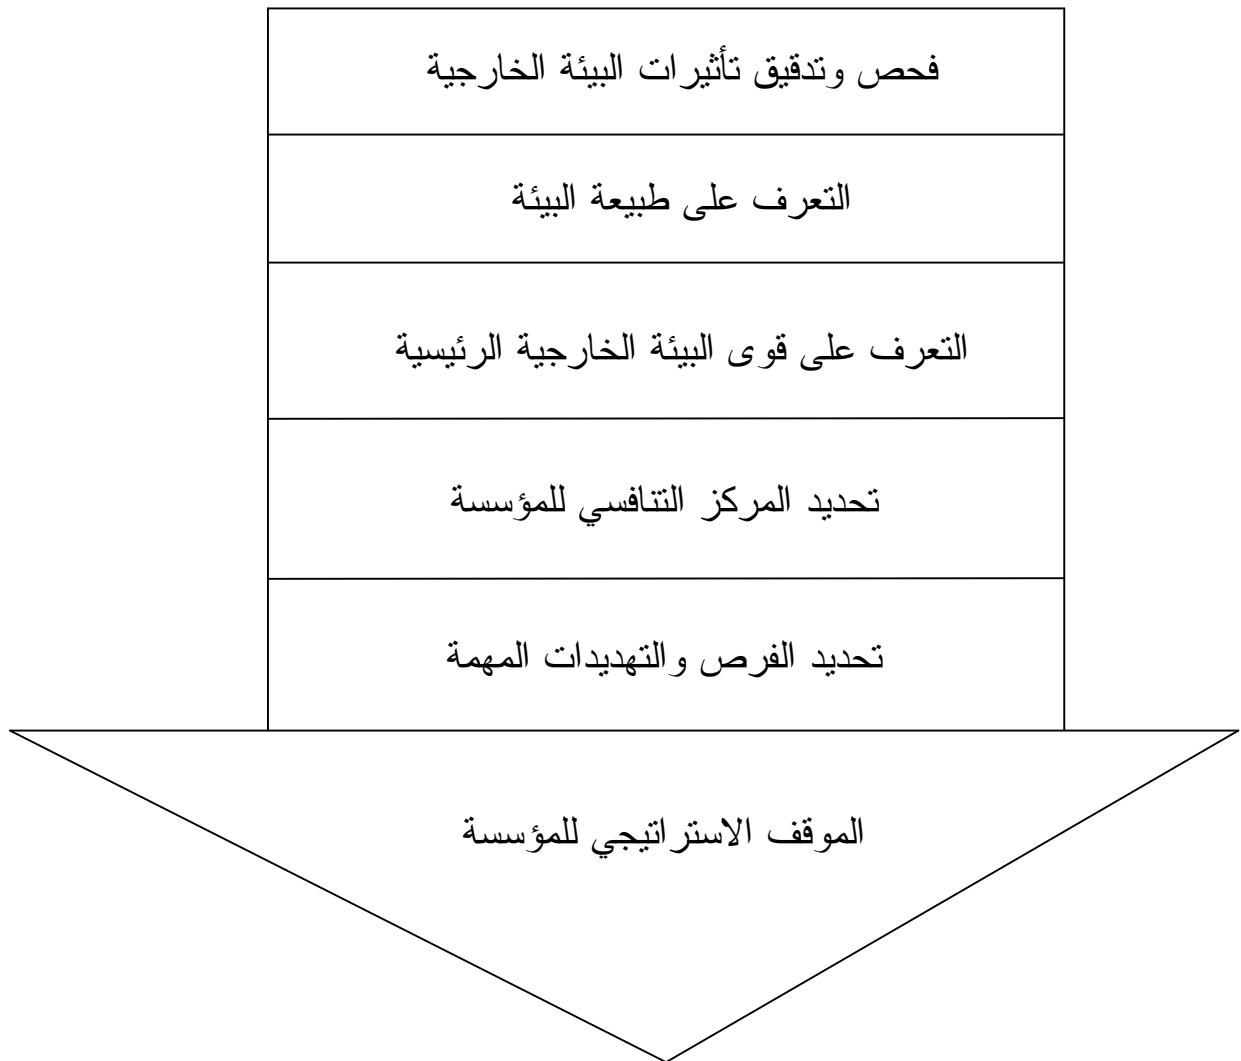 فحص وتدقيق تأثيرات البيئة الخارجية
التعرف على طبيعة البيئة
التعرف على قوى البيئة الخارجية الرئيسية
تحديد المركز التنافسي للمؤسسة
تحديد الفرص والتهديدات المهمة
الموقف الاستراتيجي للمؤسسة